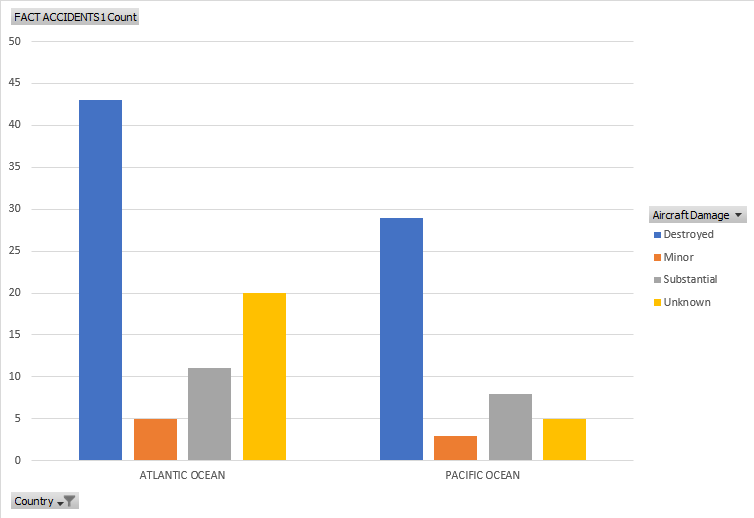 FACT ACCIDENTS1 Count
50
45
40
35
30
25
20
15
10
5
0
ATLANTIC OCEAN
PACIFIC OCEAN
Aircraft Damage
Destroyed
Minor
Substantial
Unknown
Country